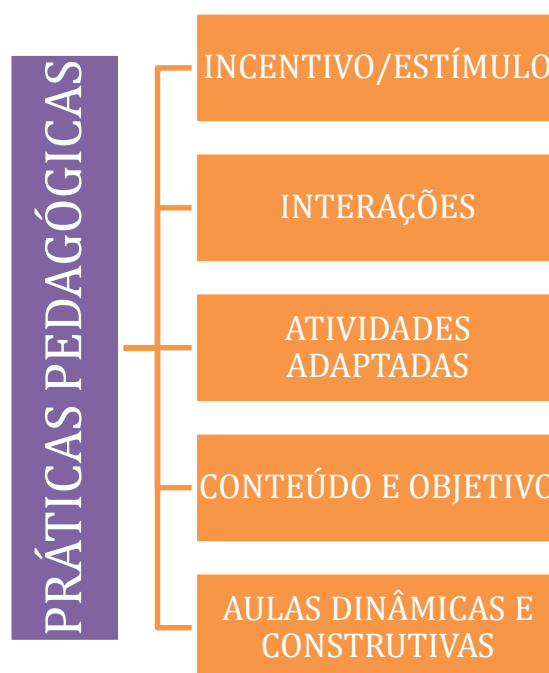 PRÁTICAS PEDAGÓGICAS
INCENTIVO/ESTÍMULO
INTERAÇÕES
ATIVIDADES
ADAPTADAS
CONTEÚDO E OBJETIVO
AULAS DINÂMICAS E
CONSTRUTIVAS